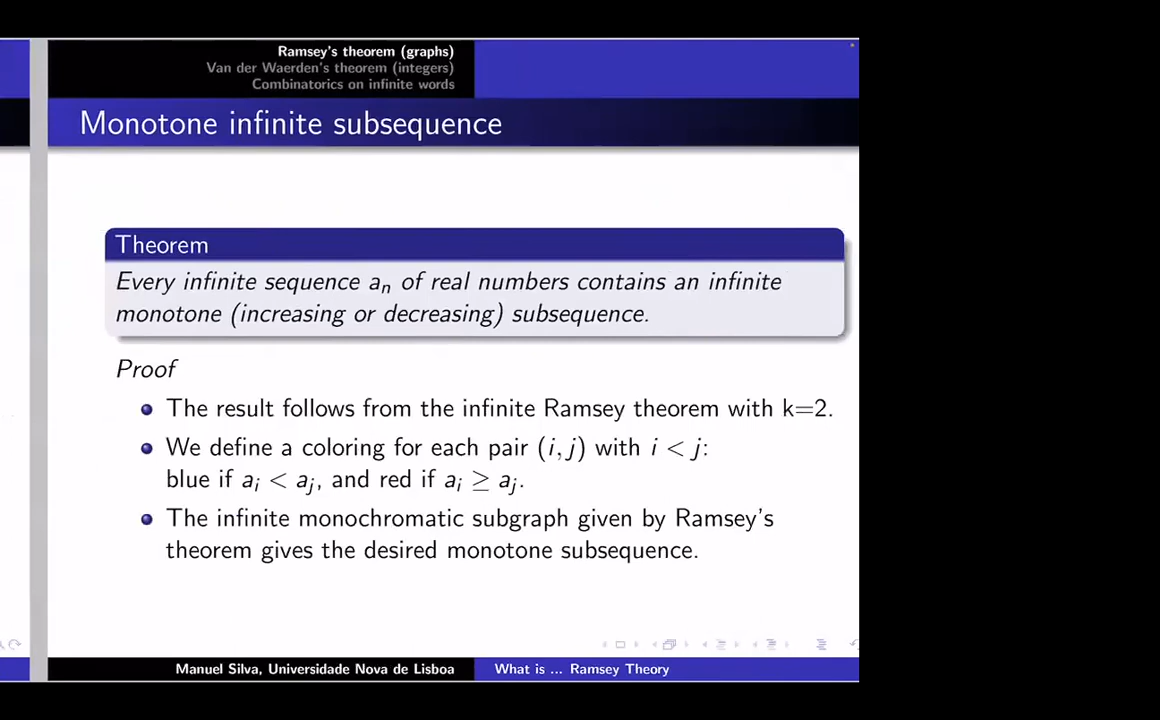 Ramsey's theorem (graphs)
Van der Waerden's theorem (integers)
Combinatorics on infinite words
Monotone infinite subsequence
Theorem
Every infinite sequence aₙ of real numbers contains an infinite
monotone (increasing or decreasing) subsequence.
Proof
The result follows from the infinite Ramsey theorem with k=2.
We define a coloring for each pair (i, j) with i < j:
blue if aᵢ < aⱼ, and red if aᵢ ≥ aⱼ.
The infinite monochromatic subgraph given by Ramsey's
theorem gives the desired monotone subsequence.
Manuel Silva, Universidade Nova de Lisboa
What is ... Ramsey Theory